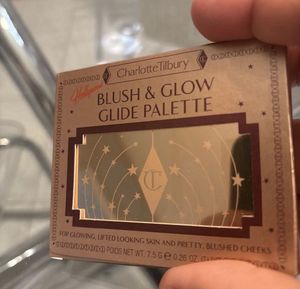 Charlotte Tilbury
Hollywood
BLUSH & GLOW
GLIDE PALETTE
CT
FOR GLOWING, LIFTED LOOKING SKIN AND PRETTY, BLUSHED CHEEKS
POIDS NET. 7.5 g e 0.26 OZ